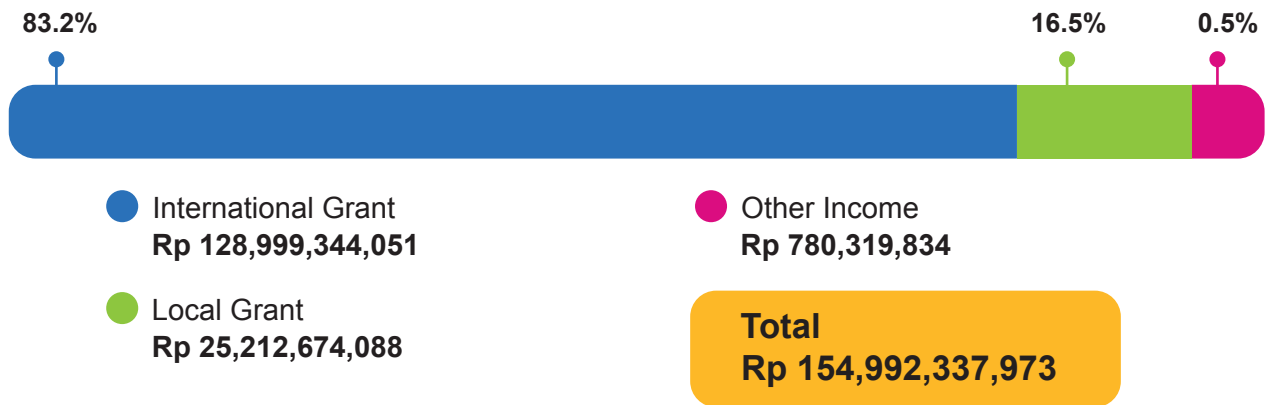 83.2%
16.5%
0.5%
International Grant
Rp 128,999,344,051
Local Grant
Rp 25,212,674,088
Other Income
Rp 780,319,834
Total
Rp 154,992,337,973